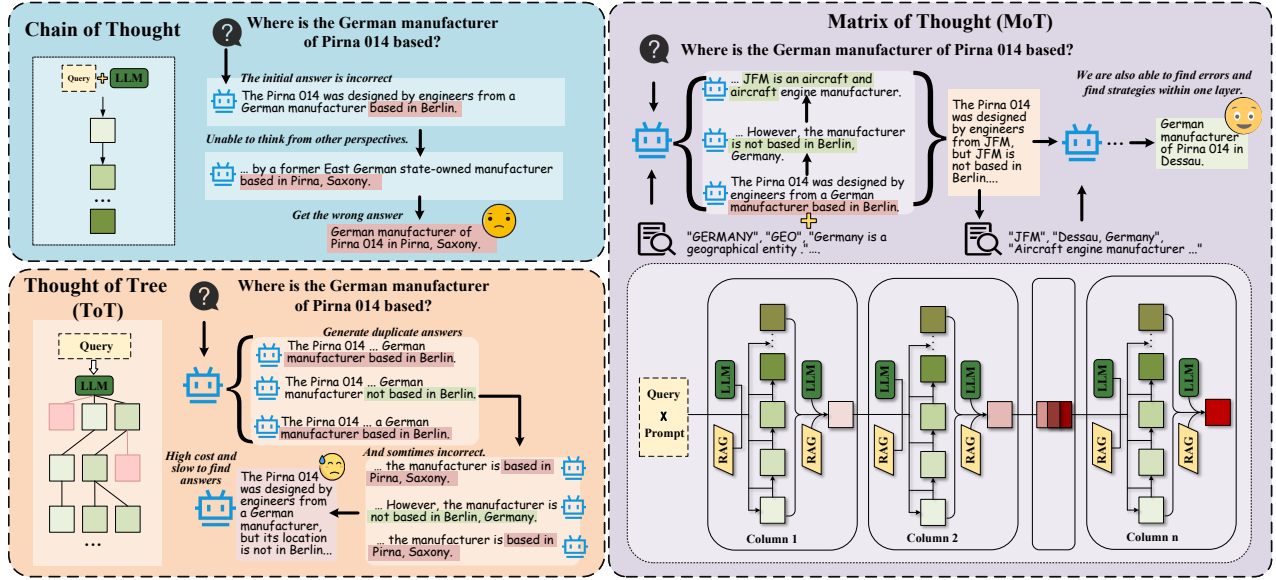 Chain of Thought
Query
LLM
?
Where is the German manufacturer
of Pirna 014 based?
The initial answer is incorrect
The Pirna 014 was designed by engineers from a
German manufacturer based in Berlin.
Unable to think from other perspectives.
... by a former East German state-owned manufacturer
based in Pirna, Saxony.
Get the wrong answer
German manufacturer of
Pirna 014 in Pirna, Saxony.
Thought of Tree
(ToT)
Query
LLM
...
?
Where is the German manufacturer
of Pirna 014 based?
Generate duplicate answers
The Pirna 014 ... German
manufacturer based in Berlin.
The Pirna 014 ... German
manufacturer not based in Berlin.
The Pirna 014 ... a German
manufacturer based in Berlin.
And somtimes incorrect.
... the manufacturer is based in
Pirna, Saxony.
... However, the manufacturer is
not based in Berlin, Germany.
... the manufacturer is based in
Pirna, Saxony.
High cost and
slow to find
answers
The Pirna 014
was designed by
engineers from
a German
manufacturer,
but its location
is not in Berlin...
Matrix of Thought (MoT)
?
Where is the German manufacturer of Pirna 014 based?
... JFM is an aircraft and
aircraft engine manufacturer.
... However, the manufacturer
is not based in Berlin,
Germany.
The Pirna 014 was designed by
engineers from a German
manufacturer based in Berlin.
"GERMANY", "GEO", "Germany is a
geographical entity ."....
The Pirna 014
was designed
by engineers
from JFM,
but JFM is
not based in
Berlin....
We are also able to find errors and
find strategies within one layer.
...
German
manufacturer
of Pirna 014 in
Dessau.
"JFM", "Dessau, Germany",
"Aircraft engine manufacturer ..."
Query
x
Prompt
LLM
RAG
LLM
RAG
Column 1
LLM
RAG
LLM
RAG
Column 2
LLM
RAG
LLM
RAG
Column n